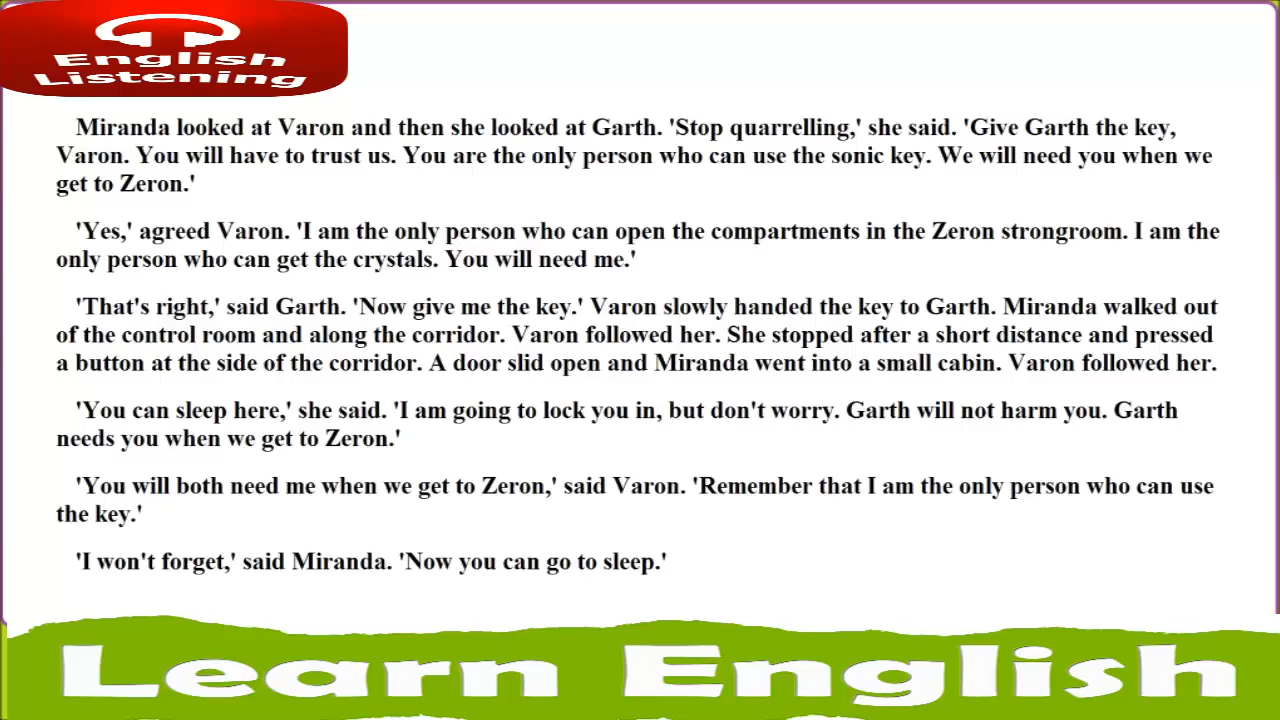 English
Listening
Miranda looked at Varon and then she looked at Garth. 'Stop quarrelling,' she said. 'Give Garth the key,
Varon. You will have to trust us. You are the only person who can use the sonic key. We will need you when we
get to Zeron.'
'Yes,' agreed Varon. 'I am the only person who can open the compartments in the Zeron strongroom. I am the
only person who can get the crystals. You will need me.'
'That's right,' said Garth. 'Now give me the key.' Varon slowly handed the key to Garth. Miranda walked out
of the control room and along the corridor. Varon followed her. She stopped after a short distance and pressed
a button at the side of the corridor. A door slid open and Miranda went into a small cabin. Varon followed her.
'You can sleep here,' she said. 'I am going to lock you in, but don't worry. Garth will not harm you. Garth
needs you when we get to Zeron.'
'You will both need me when we get to Zeron,' said Varon. 'Remember that I am the only person who can use
the key.'
'I won't forget,' said Miranda. 'Now you can go to sleep.'
Learn English